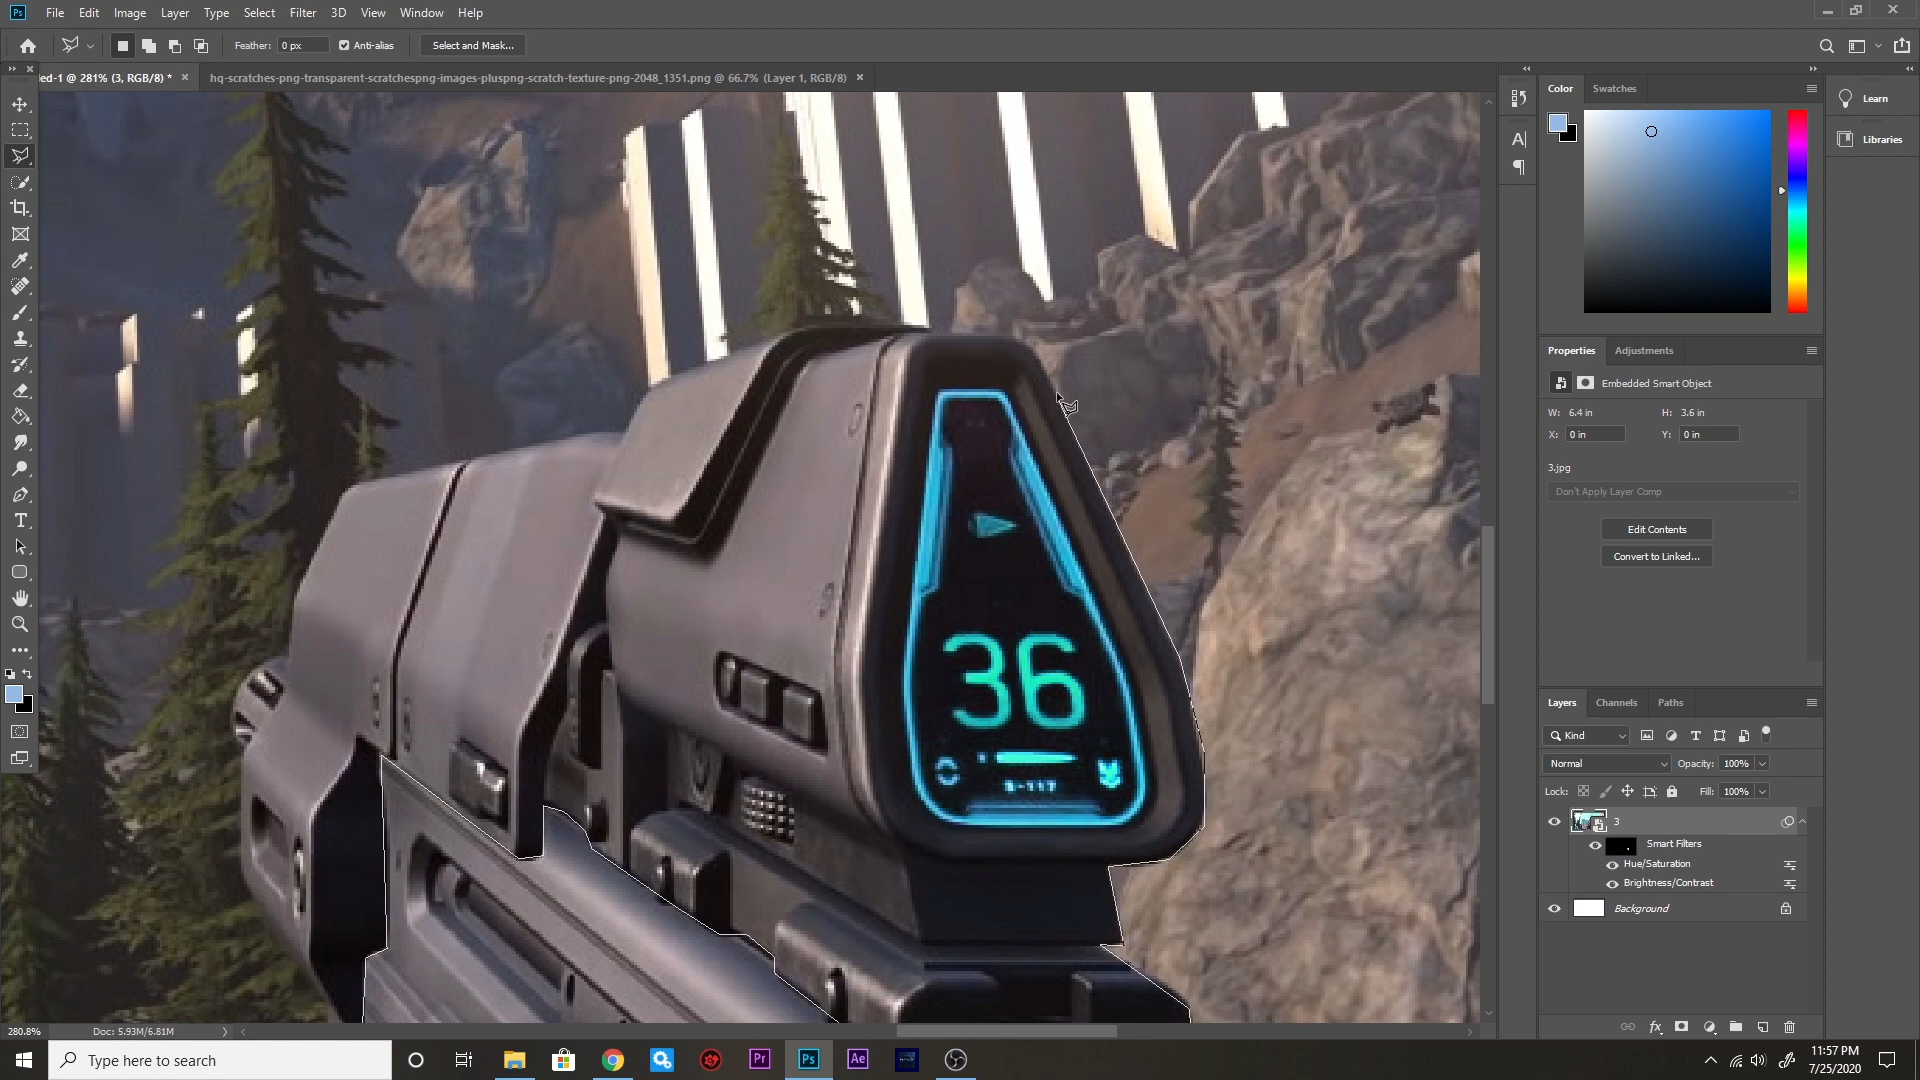 Ps File Edit Image Layer Type Select Filter 3D View Window Help
Feather: 0 px Anti-alias Select and Mask...
ed-1 @ 281% (3, RGB/8) *
hq-scratches-png-transparent-scratchespng-images-pluspng-scratch-texture-png-2048_1351.png @ 66.7% (Layer 1, RGB/8)
Color Swatches
Learn
Libraries
Properties Adjustments
Embedded Smart Object
W: 6.4 in H: 3.6 in
X: 0 in Y: 0 in
3.jpg
Don't Apply Layer Comp
Edit Contents
Convert to Linked...
36
S-117
Layers Channels Paths
Kind
Normal Opacity: 100%
Lock: Fill: 100%
3
Smart Filters
Hue/Saturation
Brightness/Contrast
Background
280.8% Doc: 5.93M/6.81M
Type here to search
Pr Ps Ae
11:57 PM
7/25/2020